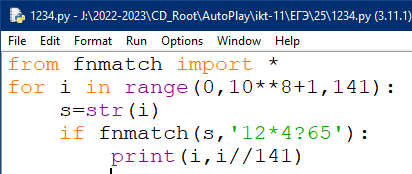 1234.py - J:\2022-2023\CD_Root\AutoPlay\ikt-11\ЕГЭ\25\1234.py (3.11.1)
File Edit Format Run Options Window Help
from fnmatch import *
for i in range(0,10**8+1,141):
    s=str(i)
    if fnmatch(s,'12*4?65'):
        print(i,i//141)